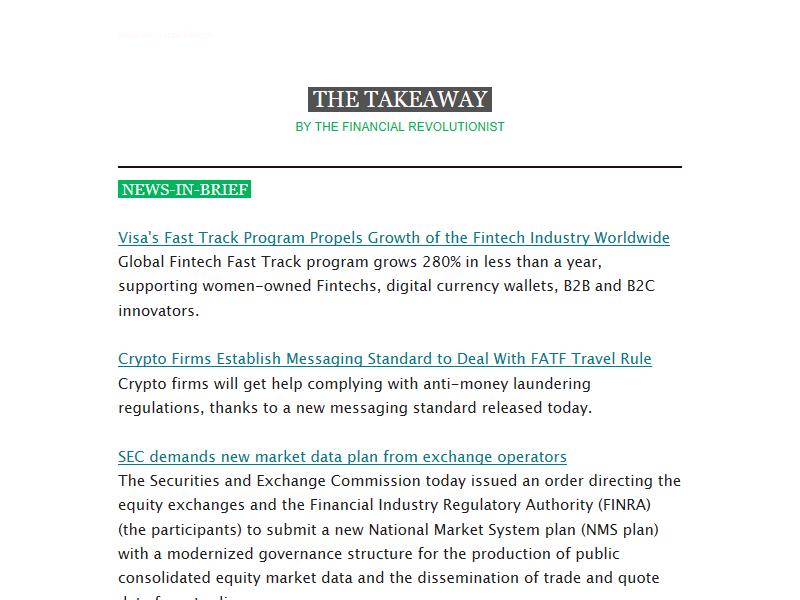 THE TAKEAWAY
BY THE FINANCIAL REVOLUTIONIST
NEWS-IN-BRIEF
Visa's Fast Track Program Propels Growth of the Fintech Industry Worldwide
Global Fintech Fast Track program grows 280% in less than a year,
supporting women-owned Fintechs, digital currency wallets, B2B and B2C
innovators.
Crypto Firms Establish Messaging Standard to Deal With FATF Travel Rule
Crypto firms will get help complying with anti-money laundering
regulations, thanks to a new messaging standard released today.
SEC demands new market data plan from exchange operators
The Securities and Exchange Commission today issued an order directing the
equity exchanges and the Financial Industry Regulatory Authority (FINRA)
(the participants) to submit a new National Market System plan (NMS plan)
with a modernized governance structure for the production of public
consolidated equity market data and the dissemination of trade and quote